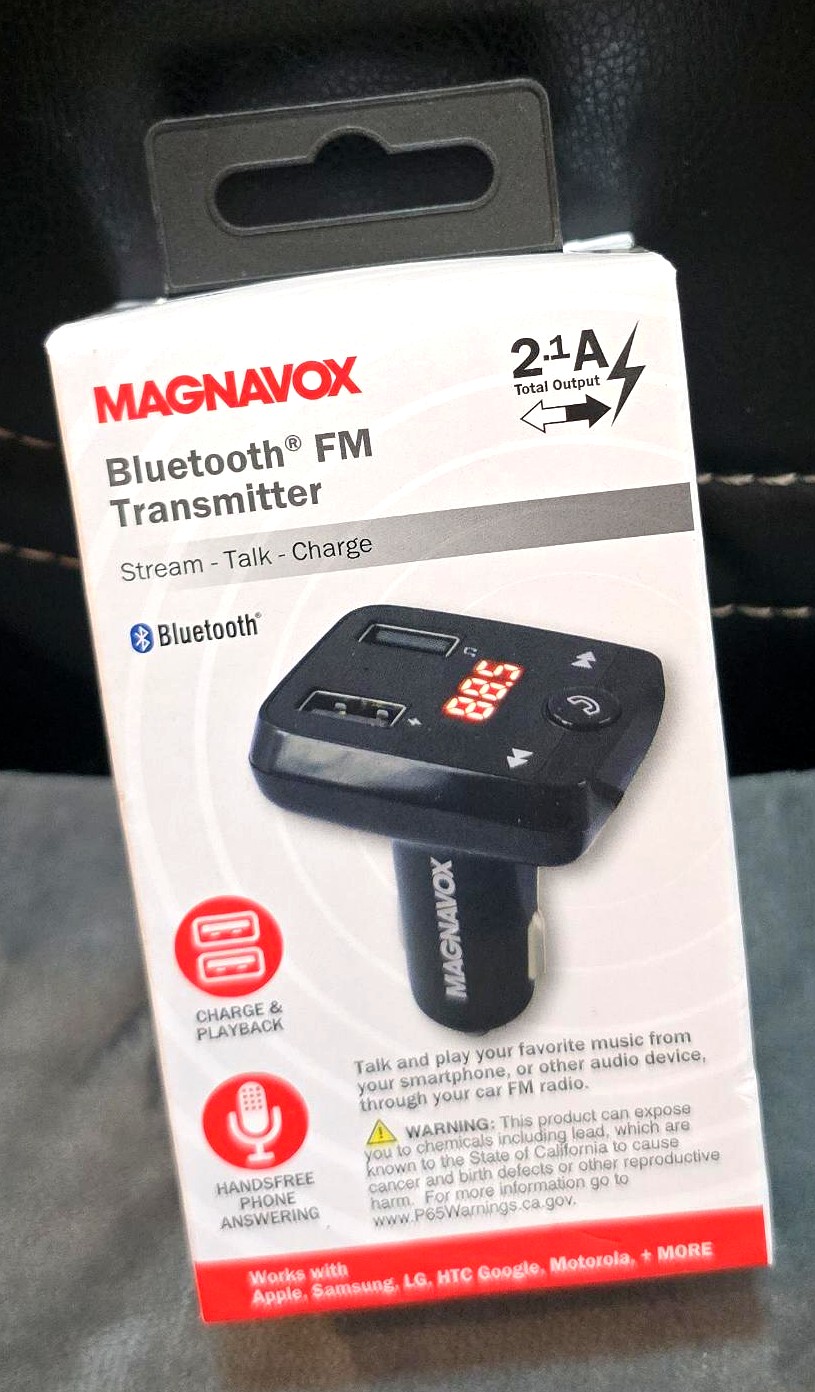 MAGNAVOX
2.1A
Total Output
Bluetooth® FM
Transmitter
Stream - Talk - Charge
Bluetooth®
88.5
MAGNAVOX
CHARGE &
PLAYBACK
Talk and play your favorite music from
your smartphone, or other audio device,
through your car FM radio.
WARNING: This product can expose
you to chemicals including lead, which are
known to the State of California to cause
cancer and birth defects or other reproductive
harm. For more information go to
www.P65Warnings.ca.gov.
HANDSFREE
PHONE
ANSWERING
Works with
Apple, Samsung, LG, HTC Google, Motorola, + MORE